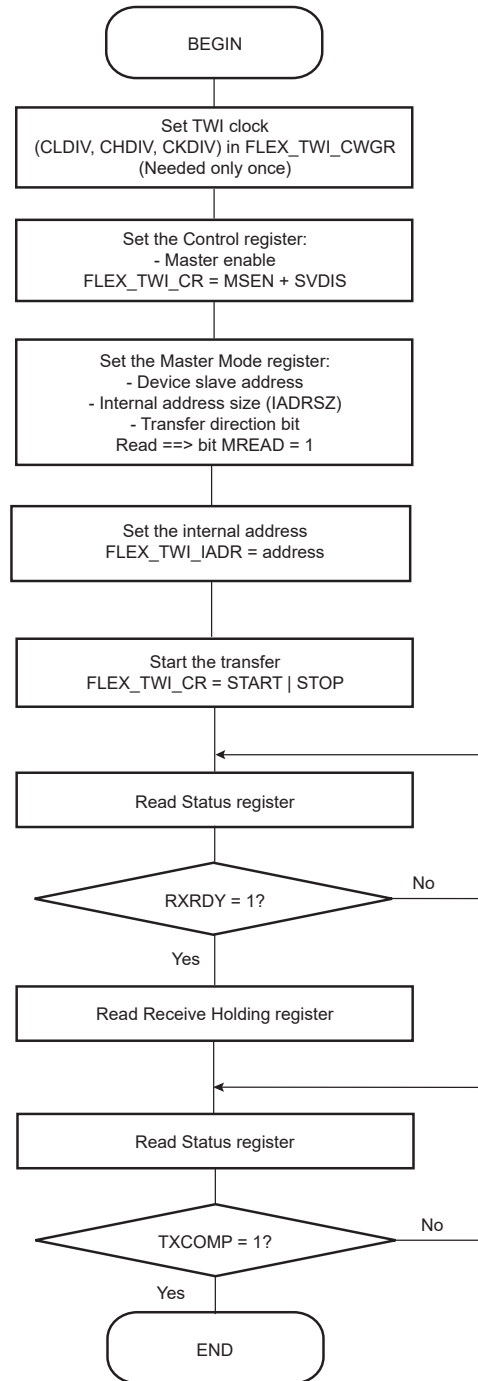 BEGIN
Set TWI clock
(CLDIV, CHDIV, CKDIV) in FLEX_TWI_CWGR
(Needed only once)
Set the Control register:
- Master enable
FLEX_TWI_CR = MSEN + SVDIS
Set the Master Mode register:
- Device slave address
- Internal address size (IADRSZ)
- Transfer direction bit
Read ==> bit MREAD = 1
Set the internal address
FLEX_TWI_IADR = address
Start the transfer
FLEX_TWI_CR = START | STOP
Read Status register
RXRDY = 1?
No
Yes
Read Receive Holding register
Read Status register
TXCOMP = 1?
No
Yes
END